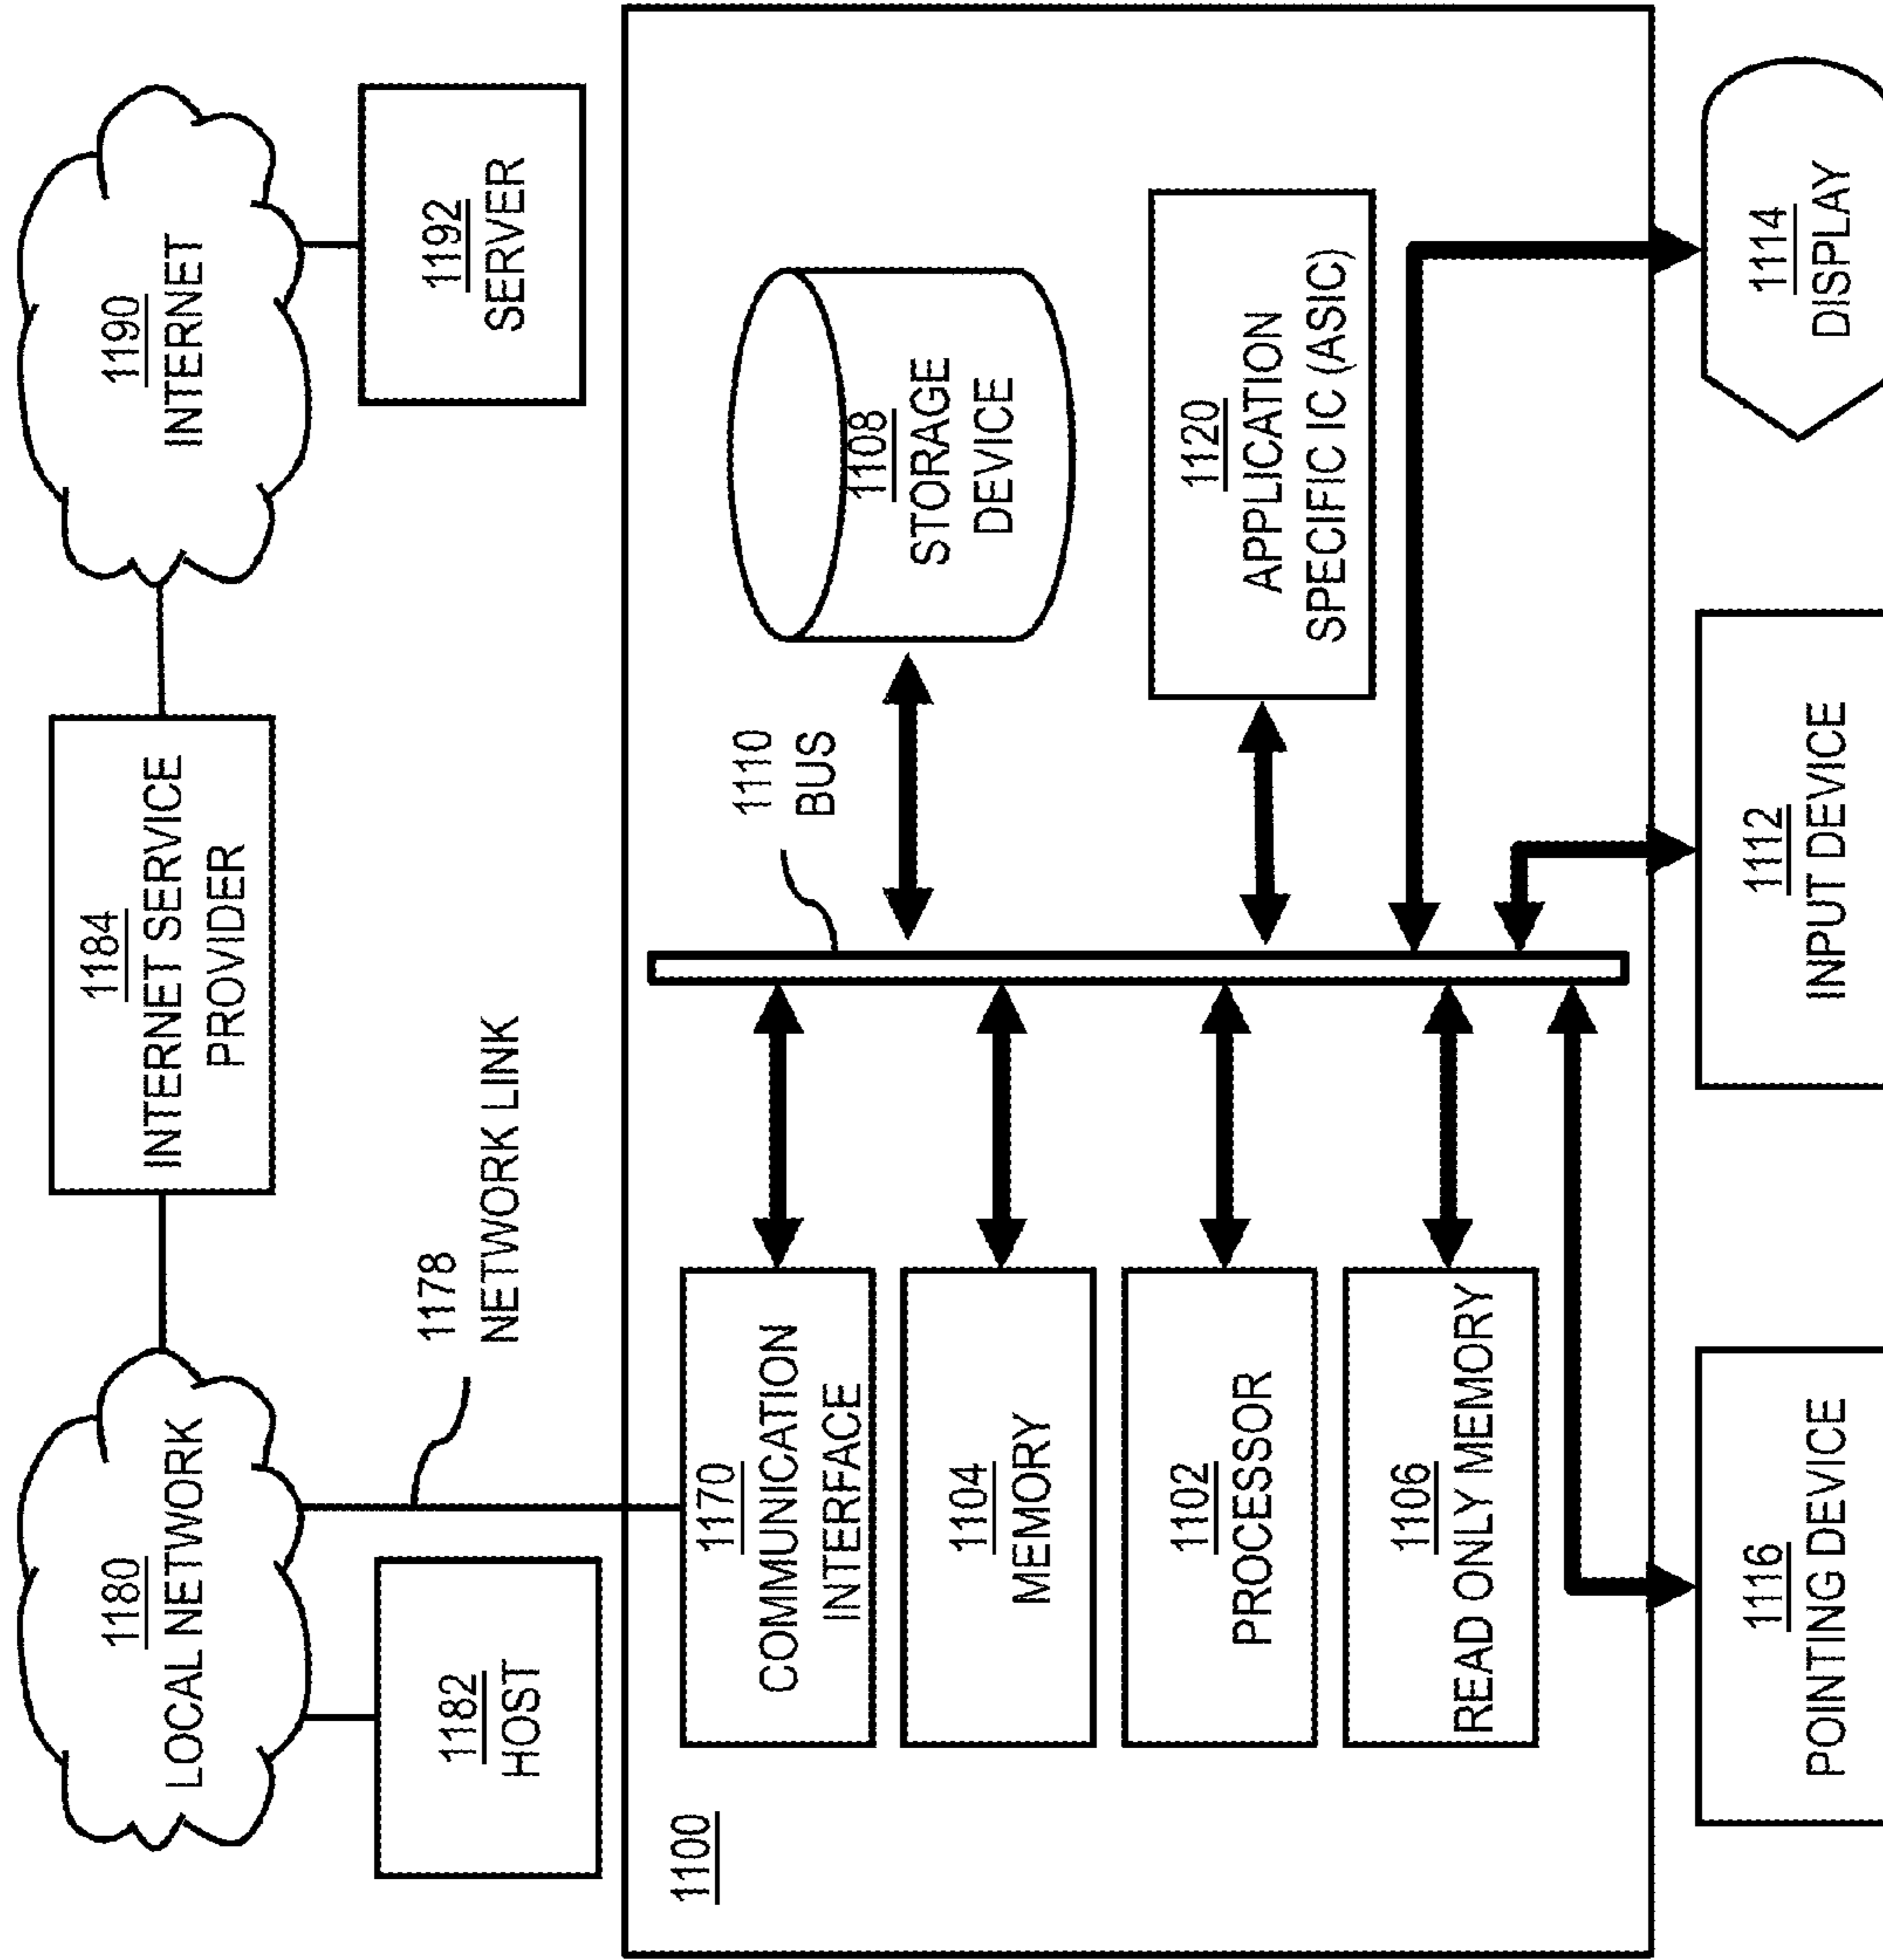 1180
LOCAL NETWORK
1184
INTERNET SERVICE
PROVIDER
1190
INTERNET
1182
HOST
1178
NETWORK LINK
1192
SERVER
1100
1170
COMMUNICATION
INTERFACE
1110
BUS
1108
STORAGE
DEVICE
1104
MEMORY
1102
PROCESSOR
1120
APPLICATION
SPECIFIC IC (ASIC)
1106
READ ONLY MEMORY
1116
POINTING DEVICE
1112
INPUT DEVICE
1114
DISPLAY